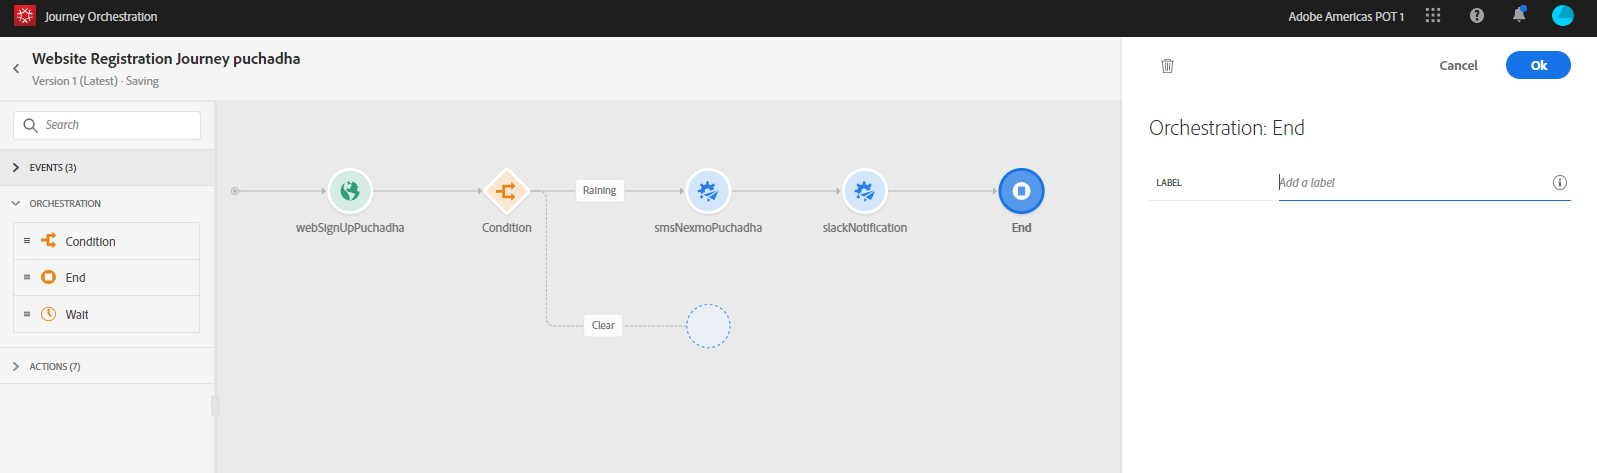 Journey Orchestration
Adobe Americas POT 1
Website Registration Journey puchadha
Version 1 (Latest) · Saving
Cancel
Ok
Search
Orchestration: End
EVENTS (3)
LABEL
Add a label
Raining
ORCHESTRATION
webSignUpPuchadha
Condition
smsNexmoPuchadha
slackNotification
End
Condition
End
Wait
Clear
ACTIONS (7)